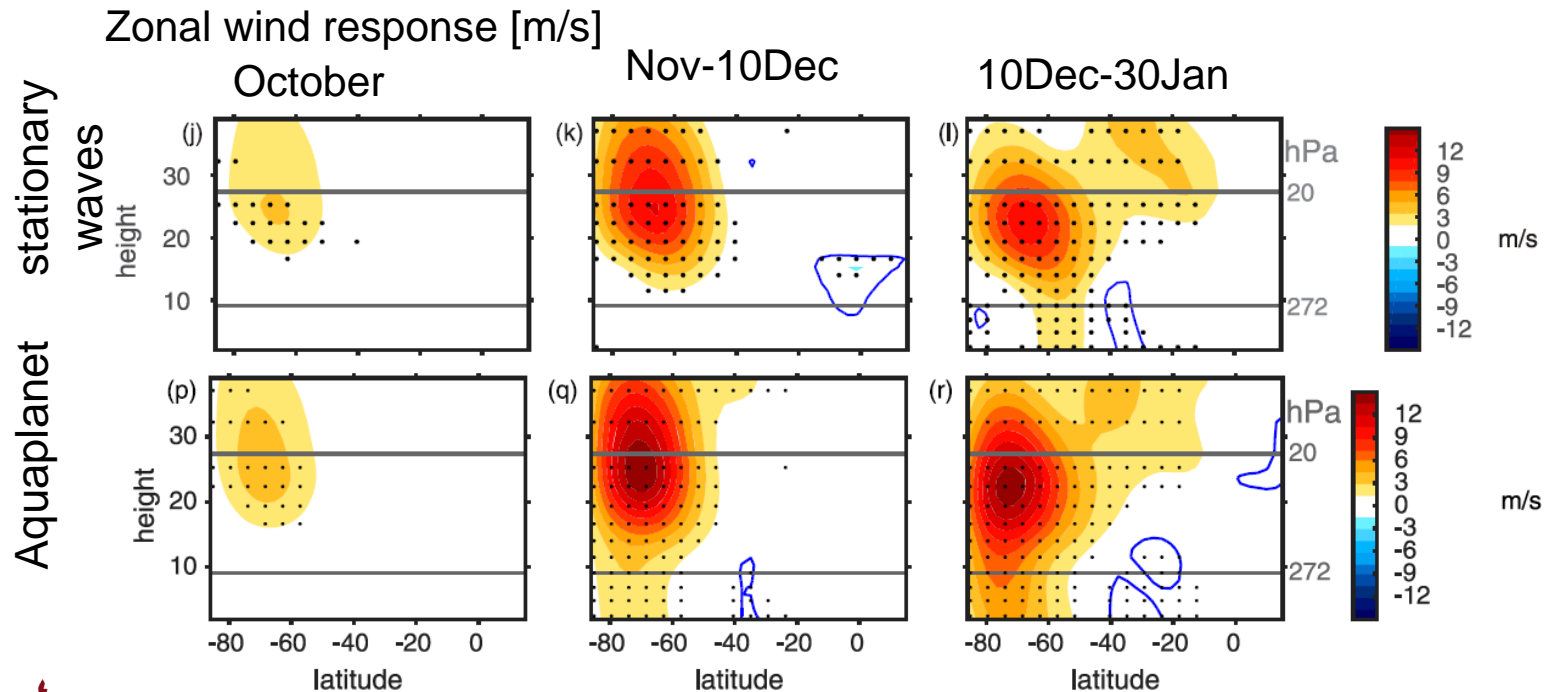 Zonal wind response [m/s]
October
Nov-10Dec
10Dec-30Jan
stationary
waves
(j)
(k)
(l)
height
30
20
10
hPa
20
272
12
9
6
3
0
-3
-6
-9
-12
m/s
Aquaplanet
(p)
(q)
(r)
height
30
20
10
hPa
20
272
12
9
6
3
0
-3
-6
-9
-12
m/s
-80 -60 -40 -20 0
-80 -60 -40 -20 0
-80 -60 -40 -20 0
latitude
latitude
latitude